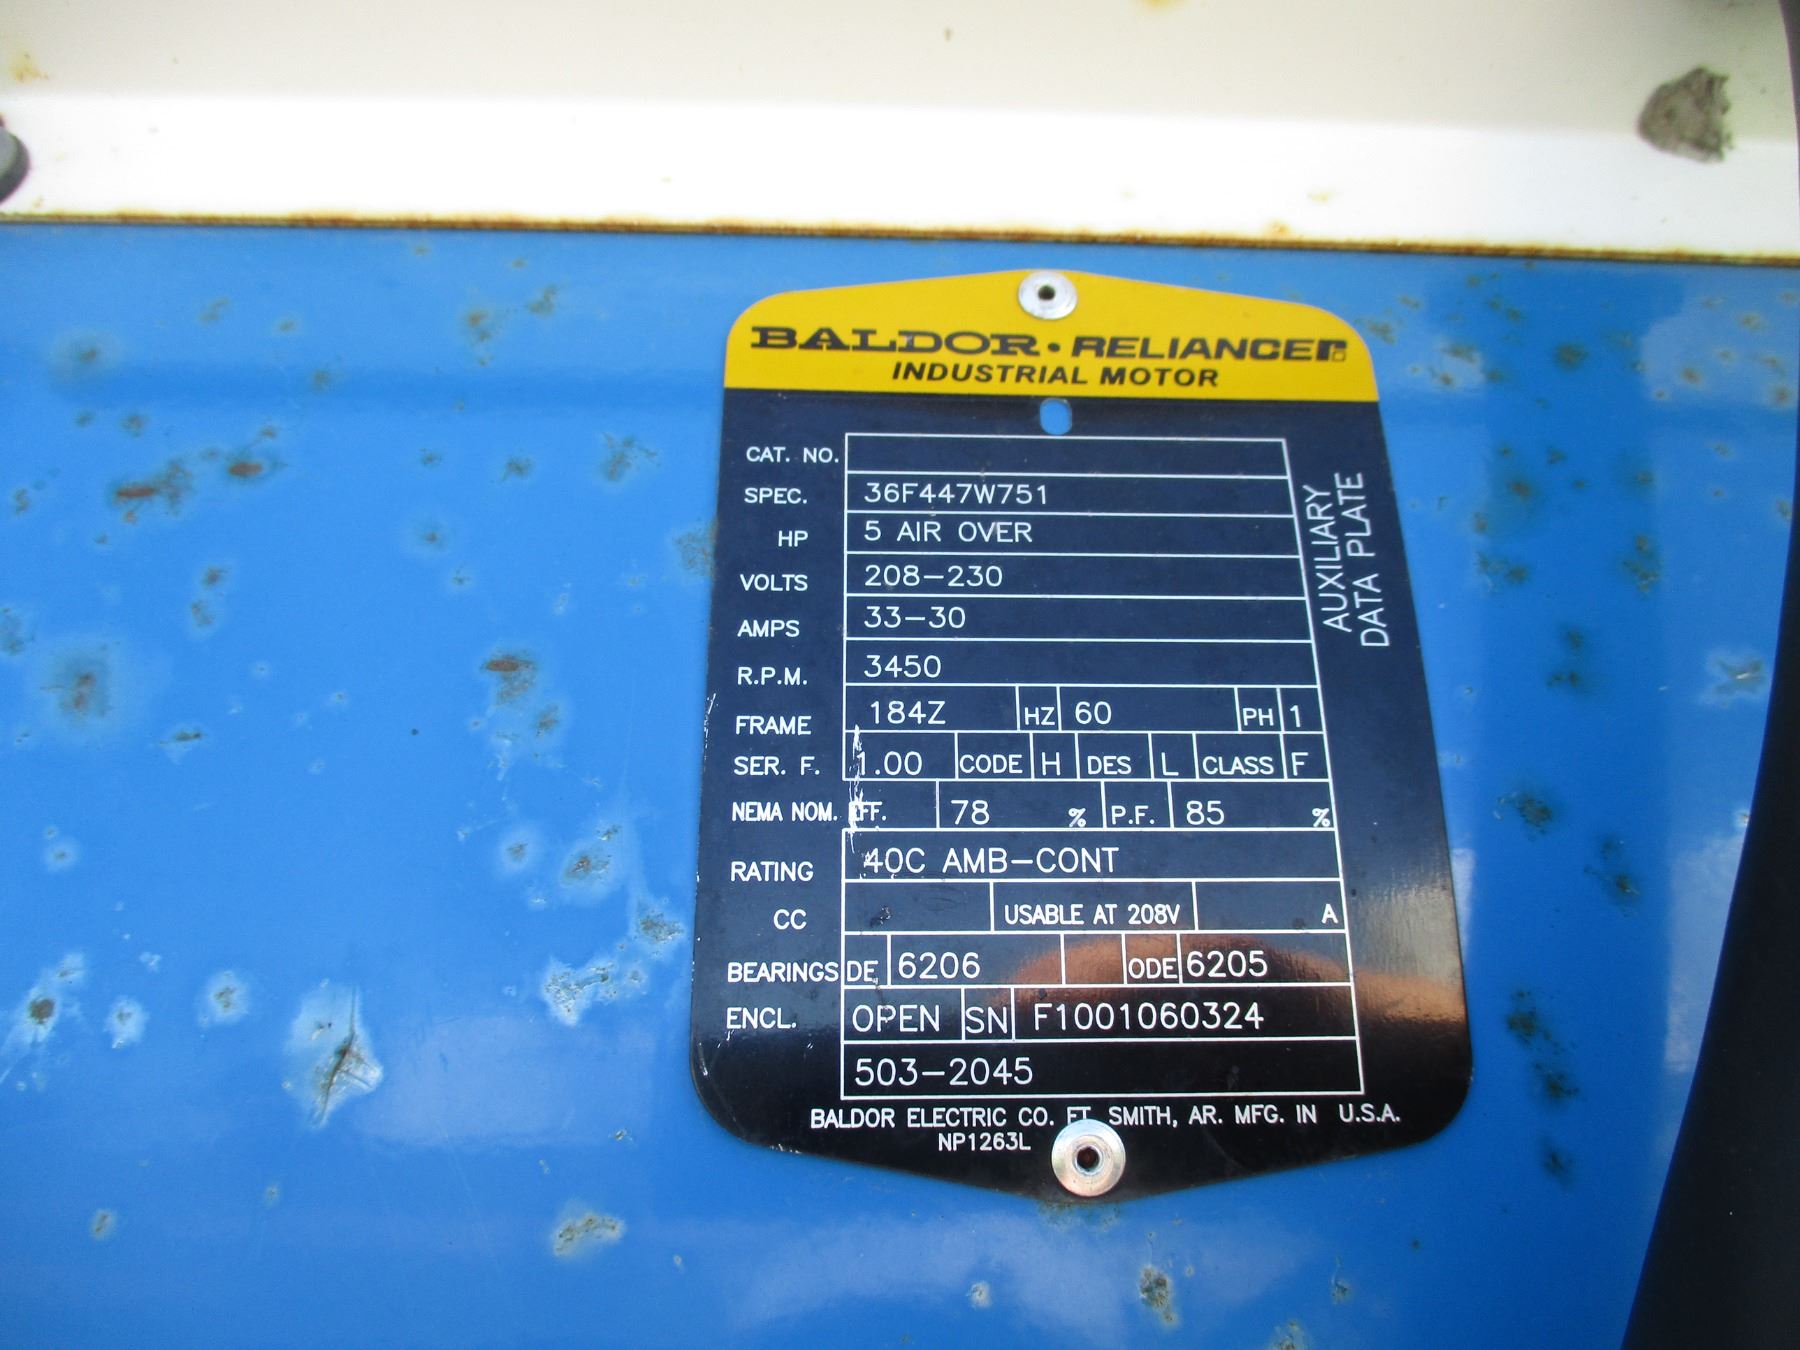 BALDOR • RELIANCER
INDUSTRIAL MOTOR
CAT. NO.
SPEC. 36F447W751
HP 5 AIR OVER
VOLTS 208-230
AMPS 33-30
R.P.M. 3450
FRAME 184Z HZ 60 PH 1
SER. F. 1.00 CODE H DES L CLASS F
NEMA NOM. EFF. 78 % P.F. 85 %
RATING 40C AMB-CONT
CC USABLE AT 208V A
BEARINGS DE 6206 ODE 6205
ENCL. OPEN SN F1001060324
503-2045
BALDOR ELECTRIC CO. FT. SMITH, AR. MFG. IN U.S.A.
NP1263L
AUXILIARY
DATA PLATE